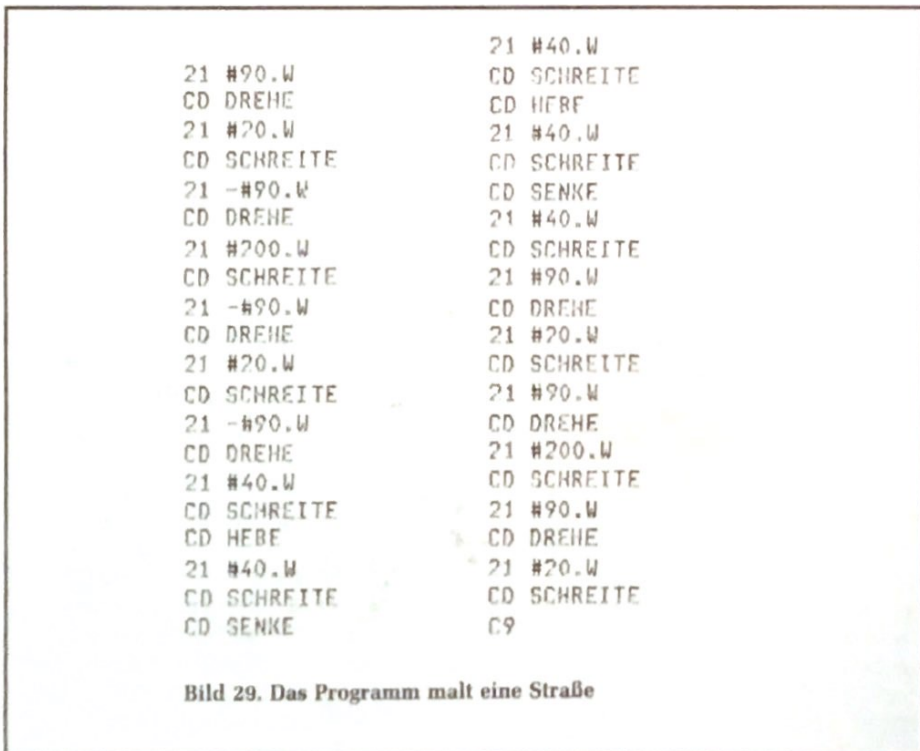 21 #90.W
CD DREHE
21 #20.W
CD SCHREITE
21 -#90.W
CD DREHE
21 #200.W
CD SCHREITE
21 -#90.W
CD DREHE
21 #20.W
CD SCHREITE
21 -#90.W
CD DREHE
21 #40.W
CD SCHREITE
CD HEBE
21 #40.W
CD SCHREITE
CD SENKE
21 #40.W
CD SCHREITE
CD HEBE
21 #40.W
CD SCHREITE
CD SENKE
21 #40.W
CD SCHREITE
21 #90.W
CD DREHE
21 #20.W
CD SCHREITE
21 #90.W
CD DREHE
21 #200.W
CD SCHREITE
21 #90.W
CD DREHE
21 #20.W
CD SCHREITE
C9
Bild 29. Das Programm malt eine Straße